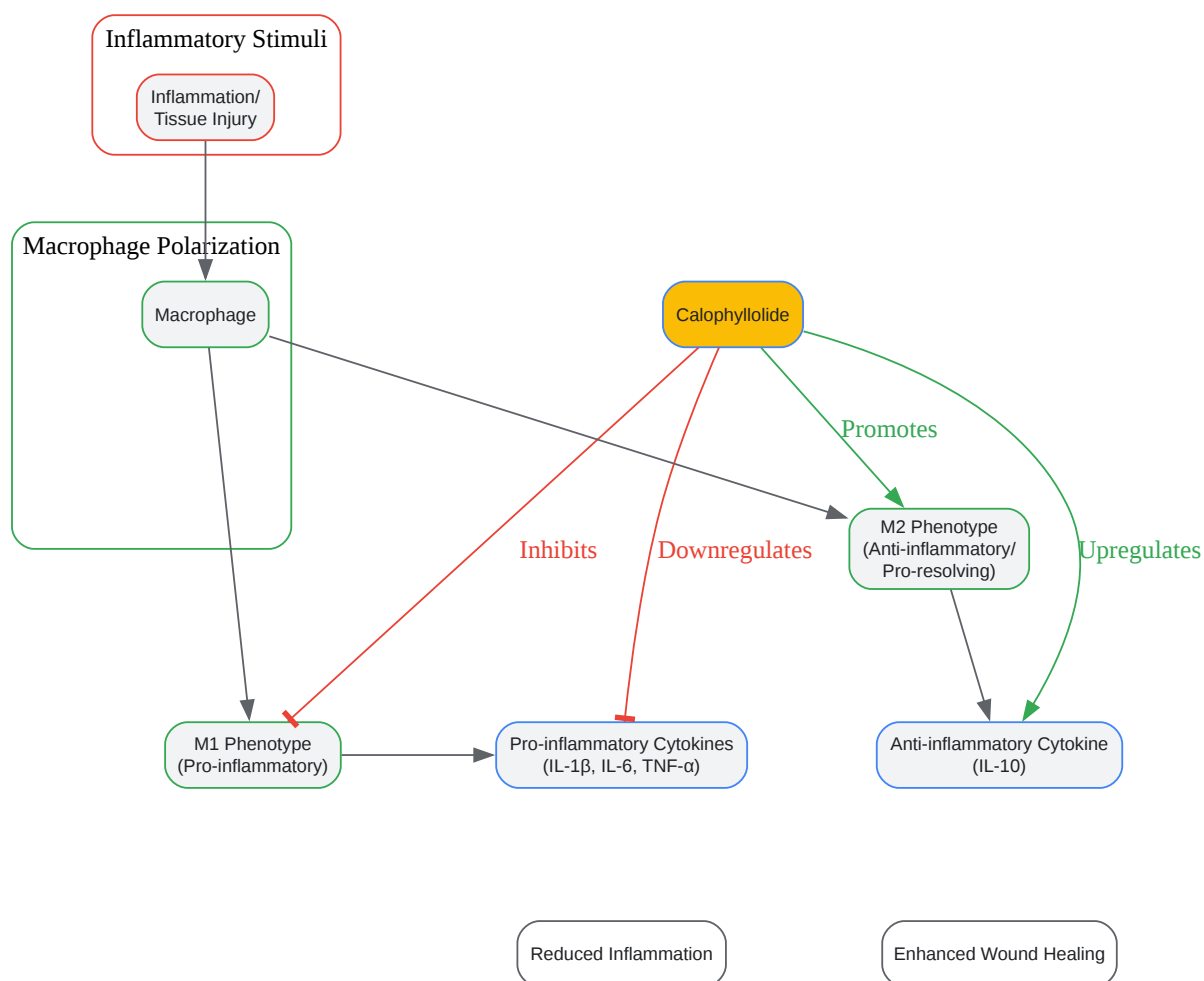 Inflammatory Stimuli
Inflammation/
Tissue Injury
Macrophage Polarization
Macrophage
Calophyllolide
Promotes
M2 Phenotype
(Anti-inflammatory/
Pro-resolving)
Inhibits
Downregulates
Upregulates
M1 Phenotype
(Pro-inflammatory)
Pro-inflammatory Cytokines
(IL-1β, IL-6, TNF-α)
Anti-inflammatory Cytokine
(IL-10)
Reduced Inflammation
Enhanced Wound Healing